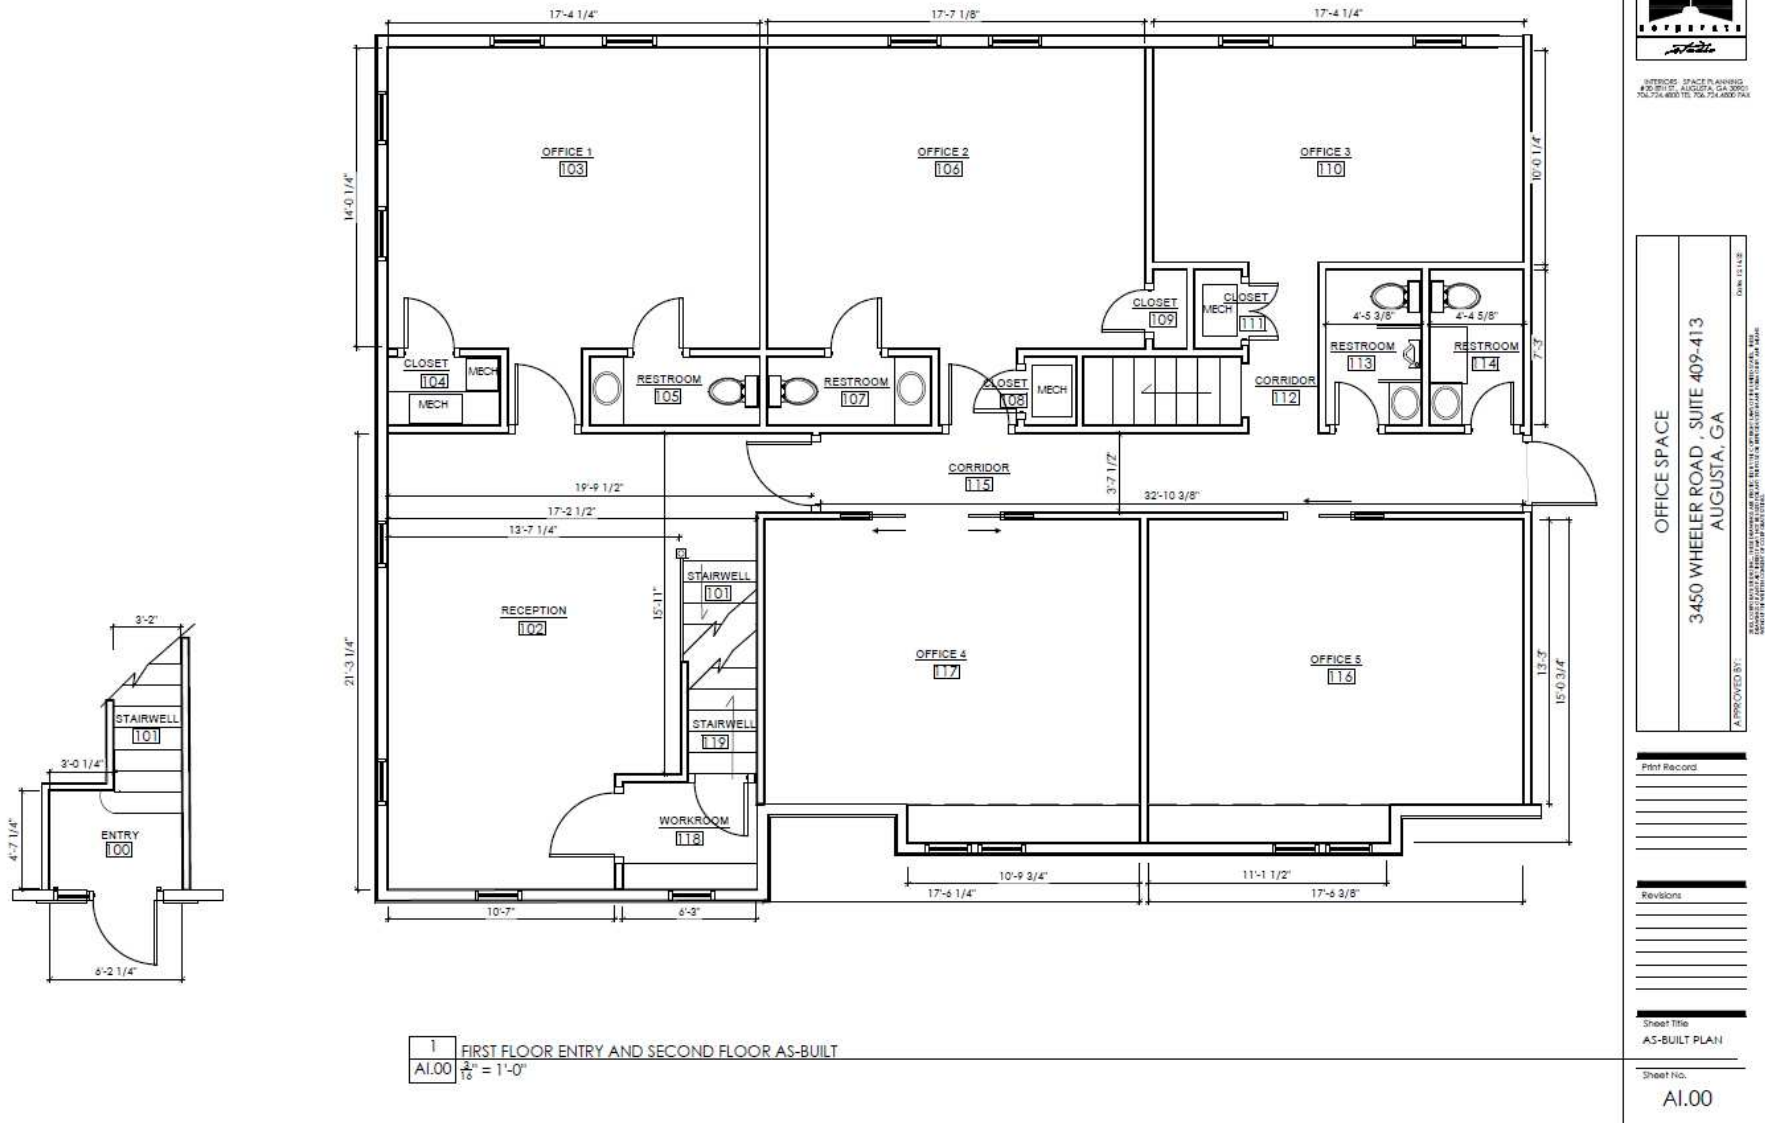 17'-4 1/4"
17'-7 1/8"
17'-4 1/4"
14'-0 1/4"
OFFICE 1
103
OFFICE 2
106
OFFICE 3
110
10'-0 1/4"
CLOSET
109
MECH
CLOSET
111
4'-5 3/8"
4'-4 5/8"
7'-3"
CLOSET
104
MECH
MECH
RESTROOM
105
RESTROOM
107
CLOSET
108
MECH
CORRIDOR
112
RESTROOM
113
RESTROOM
114
CORRIDOR
115
3'-7 1/2"
32'-10 3/8"
19'-9 1/2"
17'-2 1/2"
13'-7 1/4"
15'-11"
21'-3 1/4"
RECEPTION
102
STAIRWELL
101
STAIRWELL
119
WORKROOM
118
OFFICE 4
117
OFFICE 5
116
13'-3"
15'-0 3/4"
10'-9 3/4"
11'-1 1/2"
17'-6 1/4"
17'-6 3/8"
10'-7"
6'-3"
3'-2"
STAIRWELL
101
3'-0 1/4"
4'-7 1/4"
ENTRY
100
6'-2 1/4"
1
AI.00
FIRST FLOOR ENTRY AND SECOND FLOOR AS-BUILT
3/16" = 1'-0"
studio
INTERIORS SPACE PLANNING
OFFICE SPACE
3450 WHEELER ROAD , SUITE 409-413
AUGUSTA, GA
APPROVED BY:
Print Record
Revisions
Sheet Title
AS-BUILT PLAN
Sheet No.
AI.00